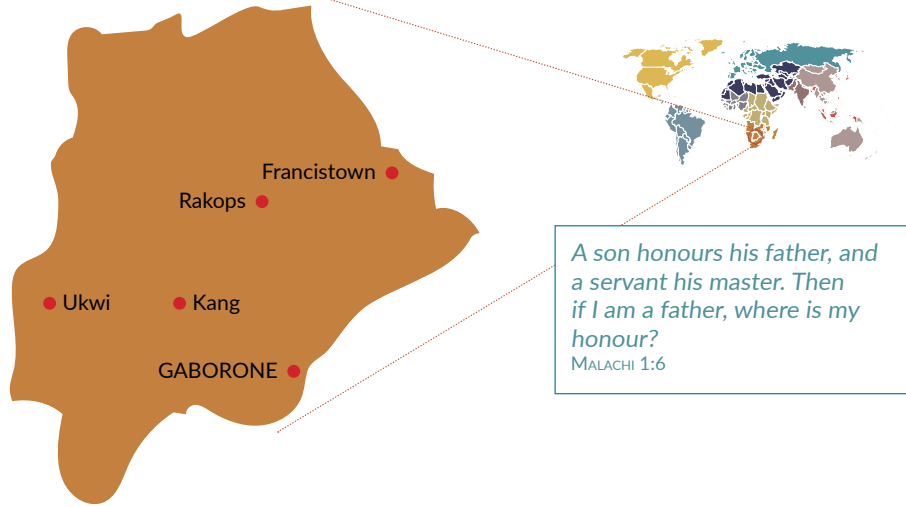 Francistown
Rakops
Ukwi
Kang
GABORONE
A son honours his father, and
a servant his master. Then
if I am a father, where is my
honour?
Malachi 1:6